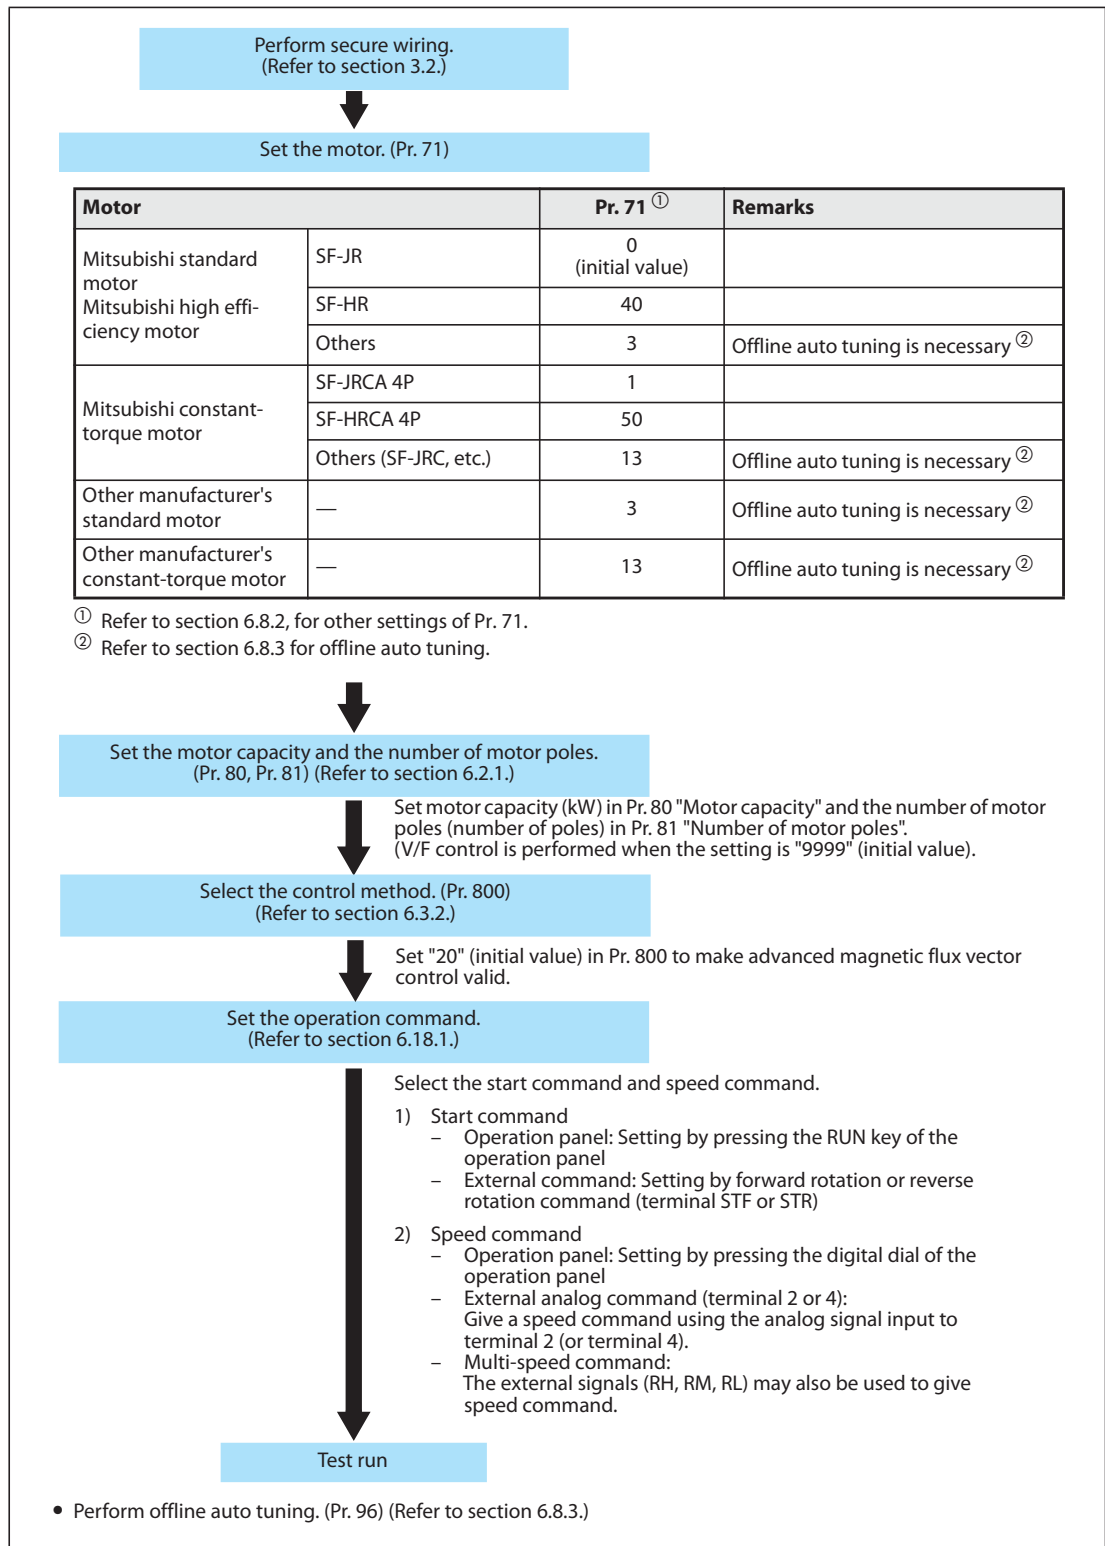 Perform secure wiring.
(Refer to section 3.2.)
Set the motor. (Pr. 71)
Motor Pr. 71 ① Remarks
Mitsubishi standard
motor
Mitsubishi high effi-
ciency motor
SF-JR 0
(initial value)
SF-HR 40
Others 3 Offline auto tuning is necessary ②
Mitsubishi constant-
torque motor
SF-JRCA 4P 1
SF-HRCA 4P 50
Others (SF-JRC, etc.) 13 Offline auto tuning is necessary ②
Other manufacturer's
standard motor
— 3 Offline auto tuning is necessary ②
Other manufacturer's
constant-torque motor
— 13 Offline auto tuning is necessary ②
① Refer to section 6.8.2, for other settings of Pr. 71.
② Refer to section 6.8.3 for offline auto tuning.
Set the motor capacity and the number of motor poles.
(Pr. 80, Pr. 81) (Refer to section 6.2.1.)
Set motor capacity (kW) in Pr. 80 "Motor capacity" and the number of motor
poles (number of poles) in Pr. 81 "Number of motor poles".
(V/F control is performed when the setting is "9999" (initial value).
Select the control method. (Pr. 800)
(Refer to section 6.3.2.)
Set "20" (initial value) in Pr. 800 to make advanced magnetic flux vector
control valid.
Set the operation command.
(Refer to section 6.18.1.)
Select the start command and speed command.
1) Start command
– Operation panel: Setting by pressing the RUN key of the
operation panel
– External command: Setting by forward rotation or reverse
rotation command (terminal STF or STR)
2) Speed command
– Operation panel: Setting by pressing the digital dial of the
operation panel
– External analog command (terminal 2 or 4):
Give a speed command using the analog signal input to
terminal 2 (or terminal 4).
– Multi-speed command:
The external signals (RH, RM, RL) may also be used to give
speed command.
Test run
• Perform offline auto tuning. (Pr. 96) (Refer to section 6.8.3.)